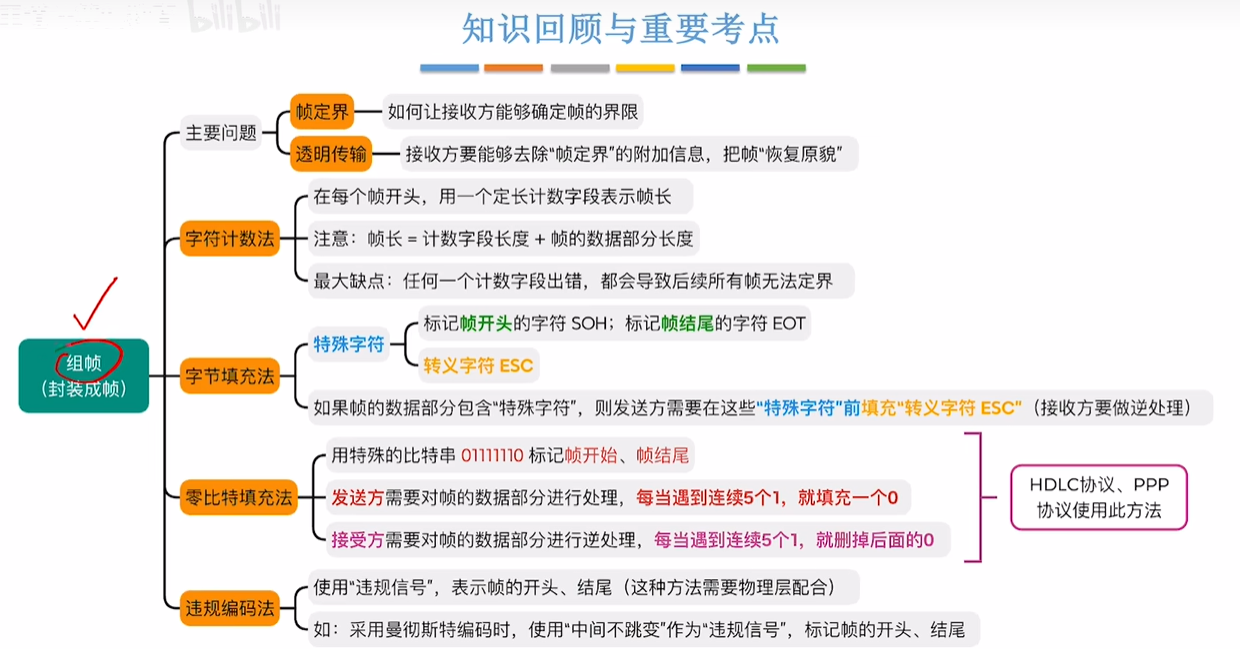 bilibili
知识回顾与重要考点
主要问题
帧定界
如何让接收方能够确定帧的界限
透明传输
接收方要能够去除“帧定界”的附加信息，把帧“恢复原貌”
字符计数法
在每个帧开头，用一个定长计数字段表示帧长
注意：帧长 = 计数字段长度 + 帧的数据部分长度
最大缺点：任何一个计数字段出错，都会导致后续所有帧无法定界
组帧
（封装成帧）
字节填充法
特殊字符
标记帧开头的字符 SOH；标记帧结尾的字符 EOT
转义字符 ESC
如果帧的数据部分包含“特殊字符”，则发送方需要在这些“特殊字符”前填充“转义字符 ESC”（接收方要做逆处理）
零比特填充法
用特殊的比特串 01111110 标记帧开始、帧结尾
发送方需要对帧的数据部分进行处理，每当遇到连续5个1，就填充一个0
接受方需要对帧的数据部分进行逆处理，每当遇到连续5个1，就删掉后面的0
HDLC协议、PPP
协议使用此方法
违规编码法
使用“违规信号”，表示帧的开头、结尾（这种方法需要物理层配合）
如：采用曼彻斯特编码时，使用“中间不跳变”作为“违规信号”，标记帧的开头、结尾